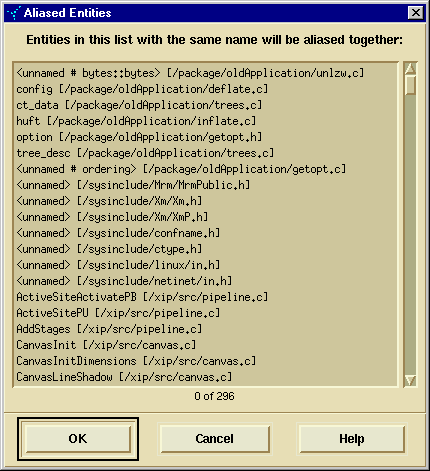 Aliased Entities
Entities in this list with the same name will be aliased together:
<unnamed # bytes::bytes> [/package/oldApplication/unlzw.c]
config [/package/oldApplication/deflate.c]
ct_data [/package/oldApplication/trees.c]
huft [/package/oldApplication/inflate.c]
option [/package/oldApplication/getopt.h]
tree_desc [/package/oldApplication/trees.c]
<unnamed # ordering> [/package/oldApplication/getopt.c]
<unnamed> [/sysinclude/Mrm/MrmPublic.h]
<unnamed> [/sysinclude/Xm/Xm.h]
<unnamed> [/sysinclude/Xm/XmP.h]
<unnamed> [/sysinclude/confname.h]
<unnamed> [/sysinclude/ctype.h]
<unnamed> [/sysinclude/linux/in.h]
<unnamed> [/sysinclude/netinet/in.h]
ActiveSiteActivatePB [/xip/src/pipeline.c]
ActiveSitePU [/xip/src/pipeline.c]
AddStages [/xip/src/pipeline.c]
CanvasInit [/xip/src/canvas.c]
CanvasInitDimensions [/xip/src/canvas.c]
CanvasLineShadow [/xip/src/canvas.c]
0 of 296
OK Cancel Help